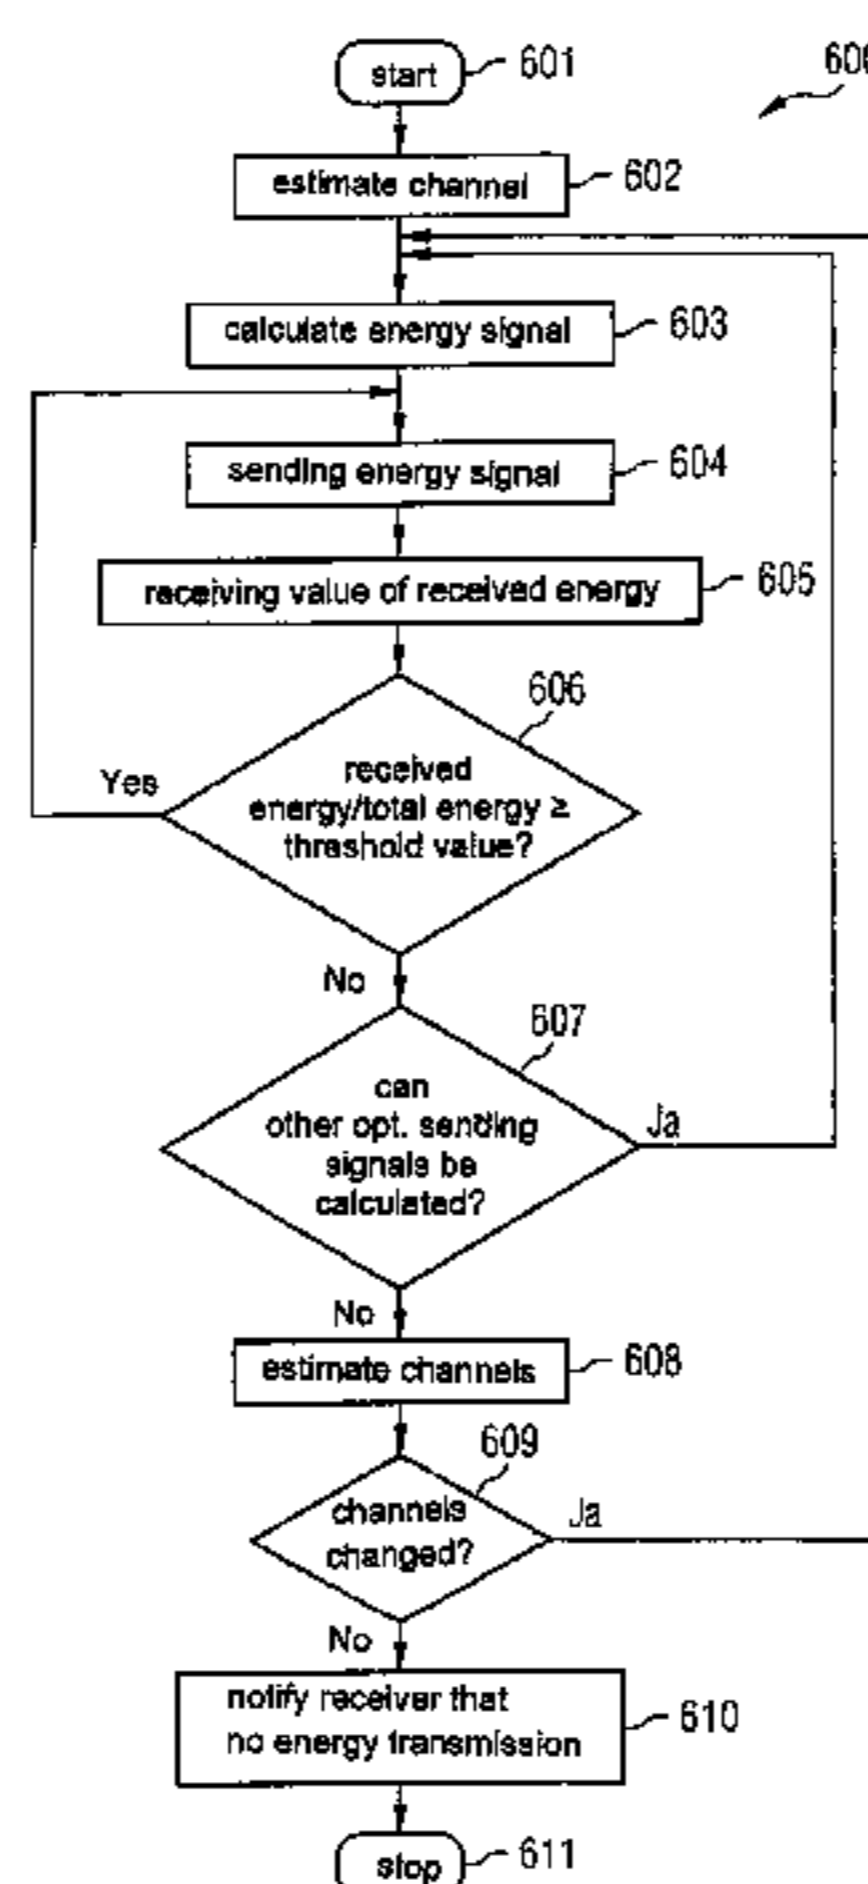 start
601
600
estimate channel
602
calculate energy signal
603
sending energy signal
604
receiving value of received energy
605
606
received
energy/total energy ≥
threshold value?
Yes
No
607
can
other opt. sending
signals be
calculated?
Ja
No
estimate channels
608
609
channels
changed?
Ja
No
notify receiver that
no energy transmission
610
stop
611